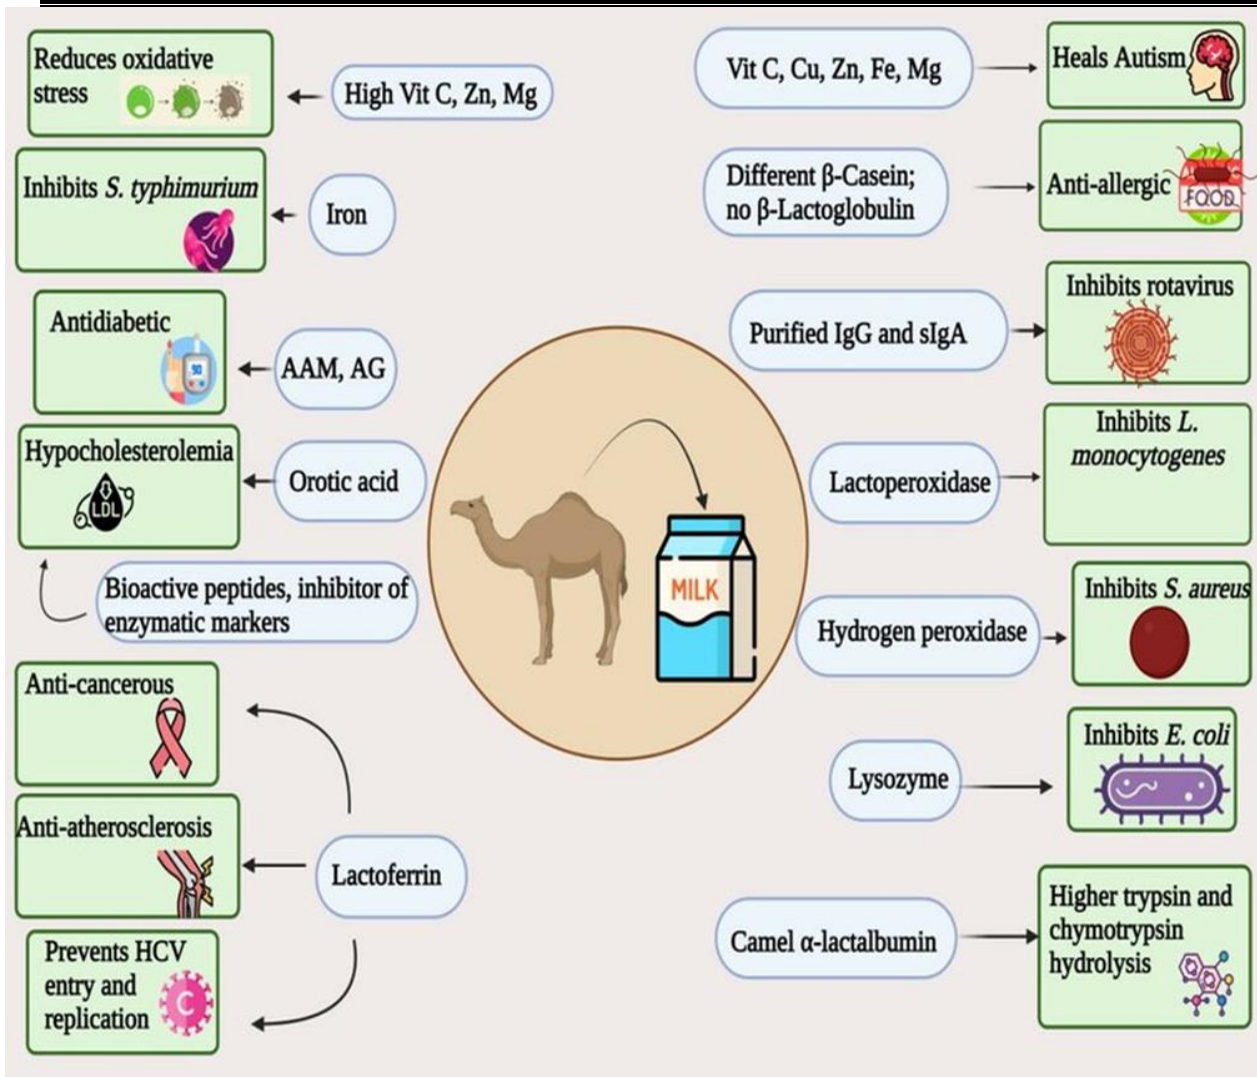 Reduces oxidative
stress
High Vit C, Zn, Mg
Inhibits S. typhimurium
Iron
Antidiabetic
90
AAM, AG
Hypocholesterolemia
LDL
Orotic acid
Bioactive peptides, inhibitor of
enzymatic markers
Anti-cancerous
Anti-atherosclerosis
Lactoferrin
Prevents HCV
entry and
replication
C
MILK
Vit C, Cu, Zn, Fe, Mg
Heals Autism
Different β-Casein;
no β-Lactoglobulin
Anti-allergic
FOOD
Purified IgG and sIgA
Inhibits rotavirus
Lactoperoxidase
Inhibits L.
monocytogenes
Hydrogen peroxidase
Inhibits S. aureus
Lysozyme
Inhibits E. coli
Camel α-lactalbumin
Higher trypsin and
chymotrypsin
hydrolysis